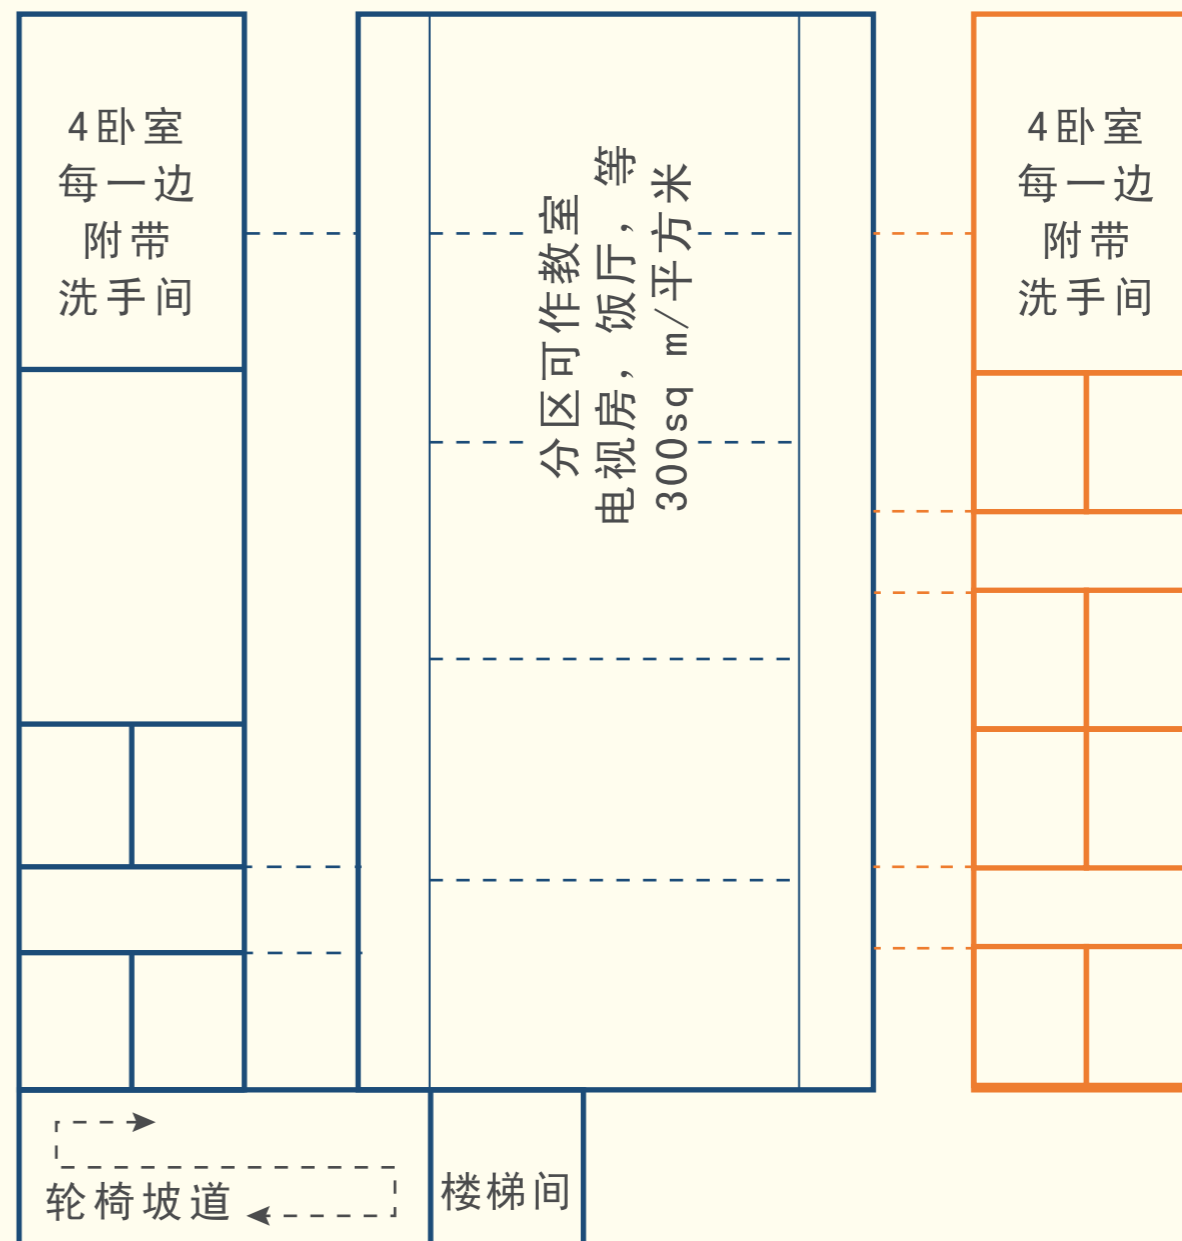 4卧室
每一边
附带
洗手间
分区可作教室
电视房，饭厅，等
300sq m/平方米
4卧室
每一边
附带
洗手间
轮椅坡道
楼梯间